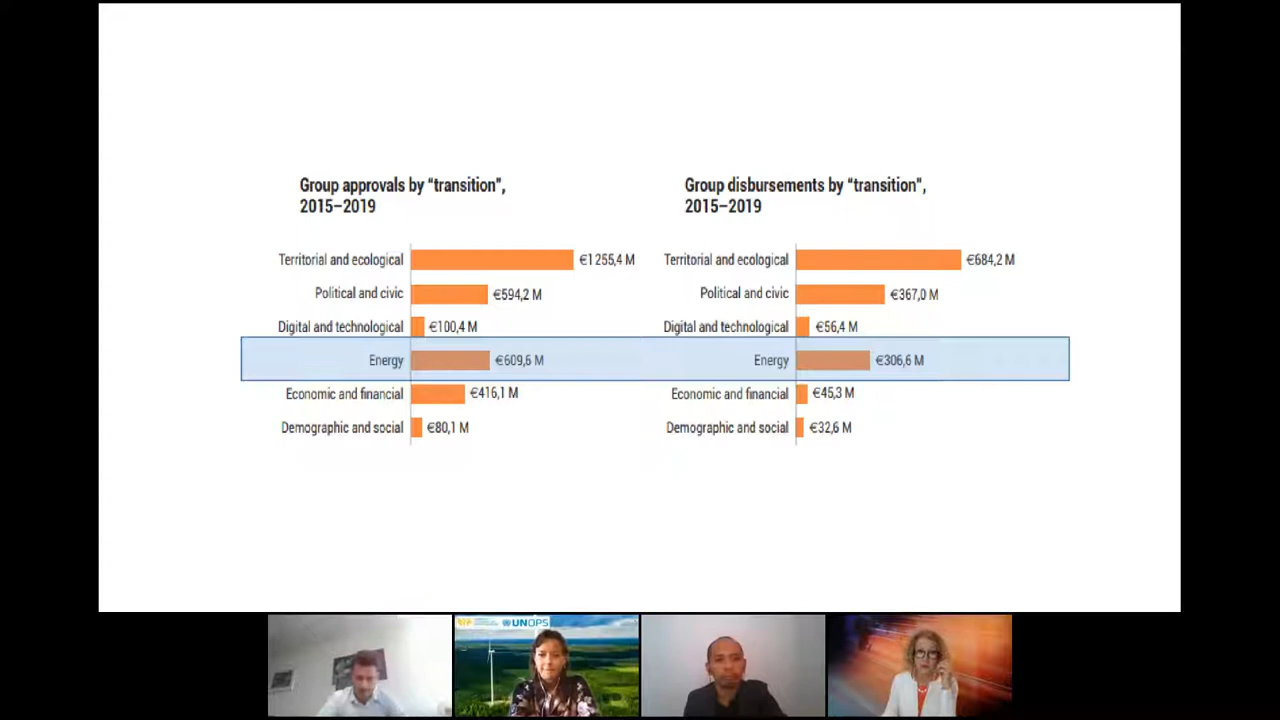 Group approvals by “transition”,
2015–2019
Territorial and ecological €1255,4 M
Political and civic €594,2 M
Digital and technological €100,4 M
Energy €609,6 M
Economic and financial €416,1 M
Demographic and social €80,1 M
Group disbursements by “transition”,
2015–2019
Territorial and ecological €684,2 M
Political and civic €367,0 M
Digital and technological €56,4 M
Energy €306,6 M
Economic and financial €45,3 M
Demographic and social €32,6 M
UNOPS